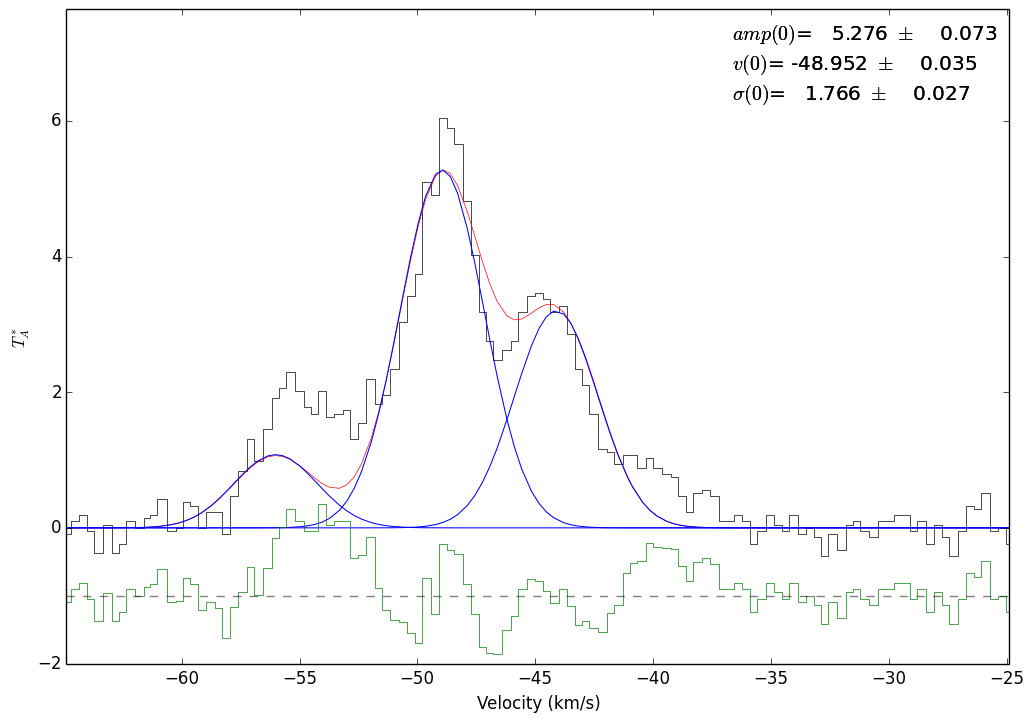 amp(0)= 5.276 ± 0.073
v(0)= -48.952 ± 0.035
σ(0)= 1.766 ± 0.027
6
4
2
0
−2
T*A
−60 −55 −50 −45 −40 −35 −30 −25
Velocity (km/s)